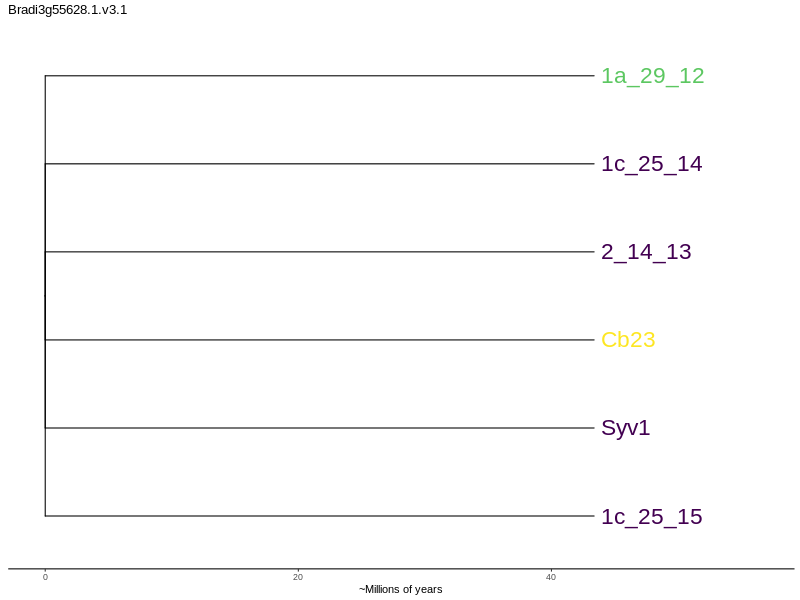 Bradi3g55628.1.v3.1
1a_29_12
1c_25_14
2_14_13
Cb23
Syv1
1c_25_15
0 20 40
~Millions of years